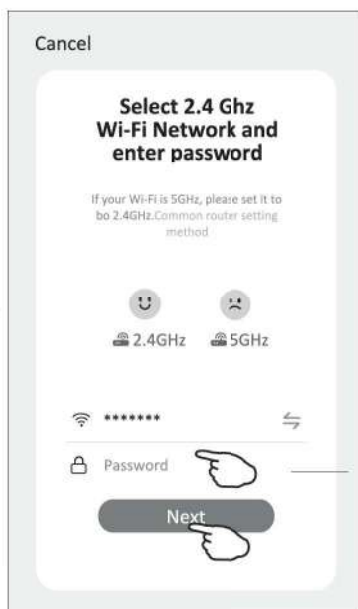 Cancel
Select 2.4 Ghz
Wi-Fi Network and
enter password
If your Wi-Fi is 5GHz, please set it to
bo 2.4GHz.Common router setting
method
2.4GHz 5GHz
*******
Password
Next